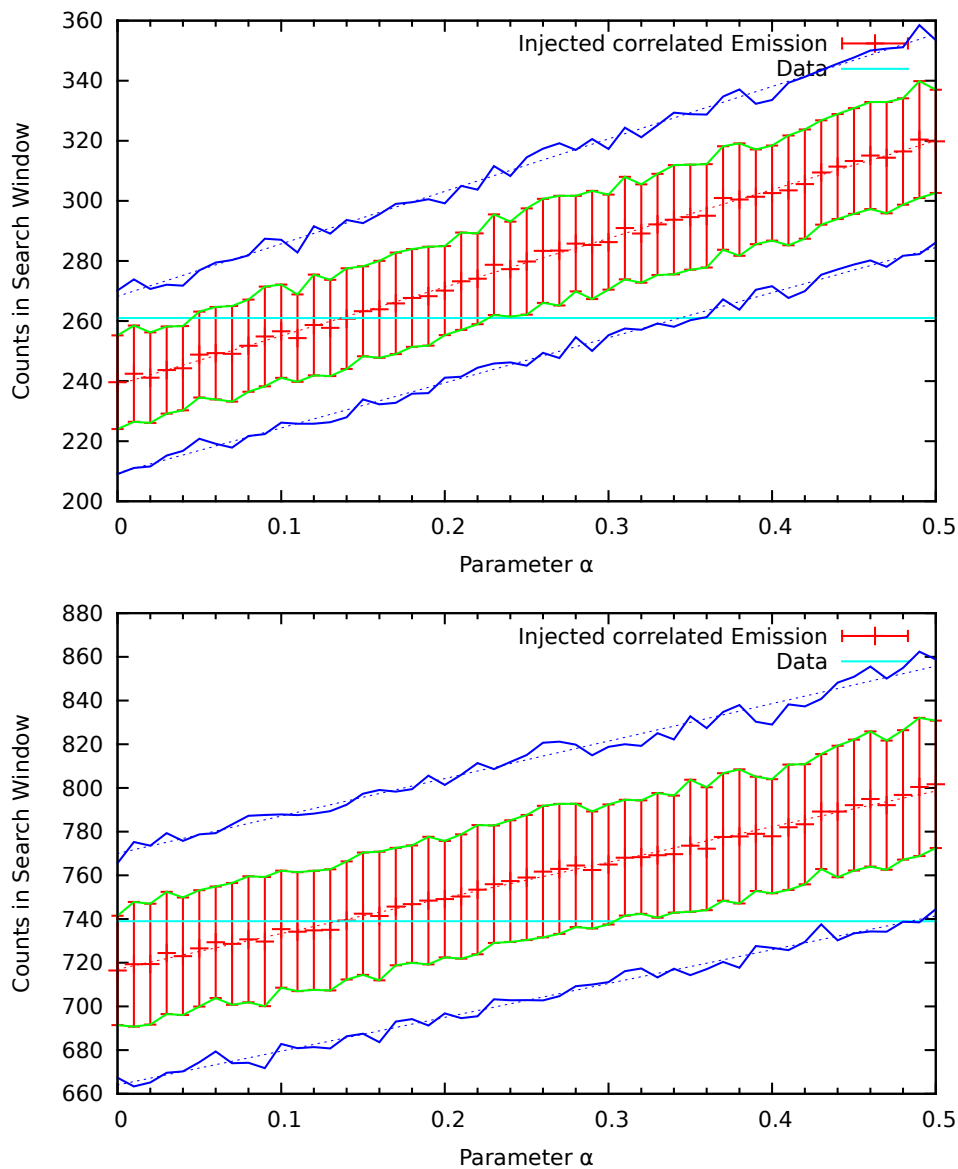 360
340
320
300
280
260
240
220
200
Counts in Search Window
Injected correlated Emission
Data
0 0.1 0.2 0.3 0.4 0.5
Parameter α
880
860
840
820
800
780
760
740
720
700
680
660
Counts in Search Window
Injected correlated Emission
Data
0 0.1 0.2 0.3 0.4 0.5
Parameter α